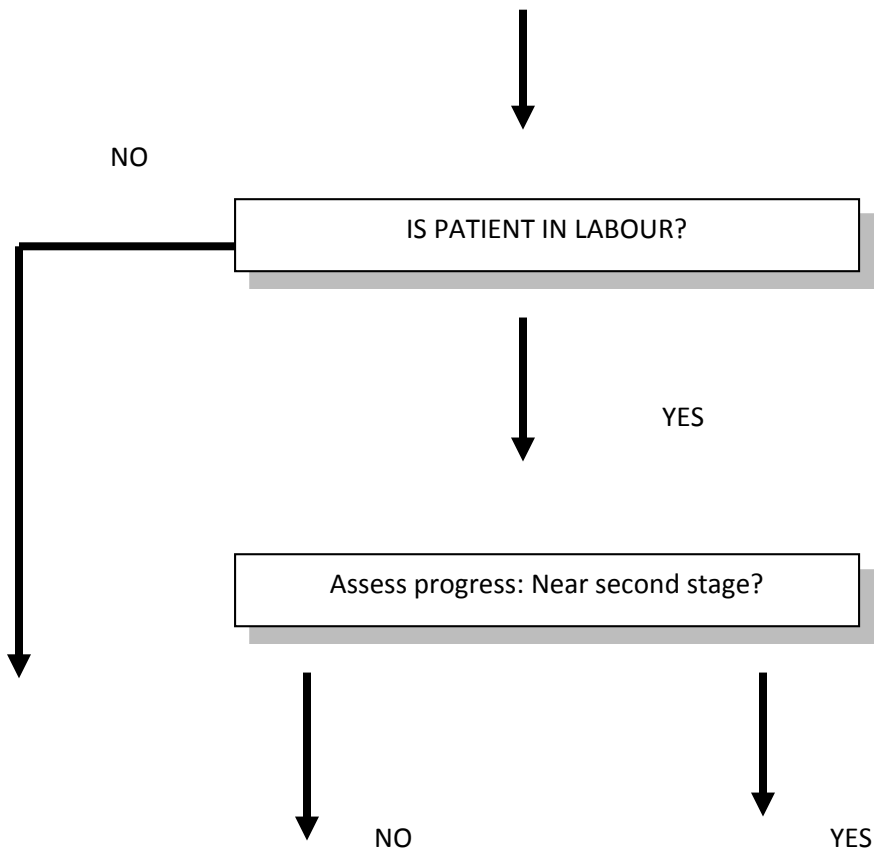 NO
IS PATIENT IN LABOUR?
YES
Assess progress: Near second stage?
NO
YES